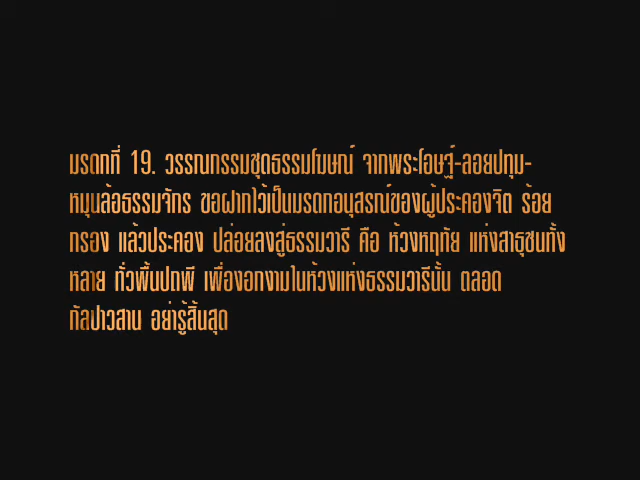 มรดกที่ 19. วรรณกรรมชุดธรรมโฆษณ์ จากพระโอษฐ์-ลอยปทุม-
หมุนล้อธรรมจักร ขอฝากไว้เป็นมรดกอนุสรณ์ของผู้ประคองจิต ร้อย
กรอง แล้วประคอง ปล่อยลงสู่ธรรมวารี คือ ห้วงหฤทัย แห่งสาธุชนทั้ง
หลาย ทั่วพื้นปถพี เพื่องอกงามในห้วงแห่งธรรมวารีนั้น ตลอด
กัลปาวสาน อย่ารู้สิ้นสุด